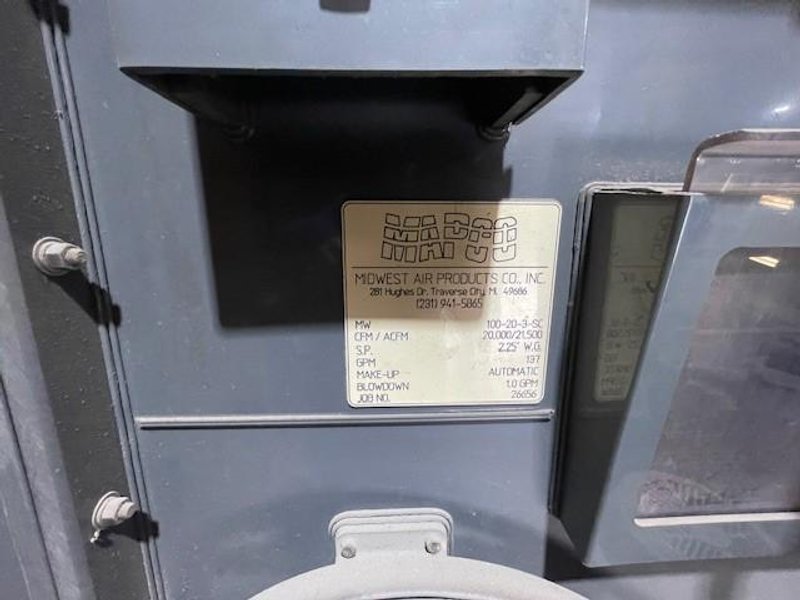 MAPCO
MIDWEST AIR PRODUCTS CO., INC.
281 Hughes Dr. Traverse City, MI. 49686
(231) 941-5865
MW 100-20-3-SC
CFM / ACFM 20,000/21,500
S.P. 2.25" W.G.
GPM 137
MAKE-UP AUTOMATIC
BLOWDOWN 1.0 GPM
JOB NO. 26656